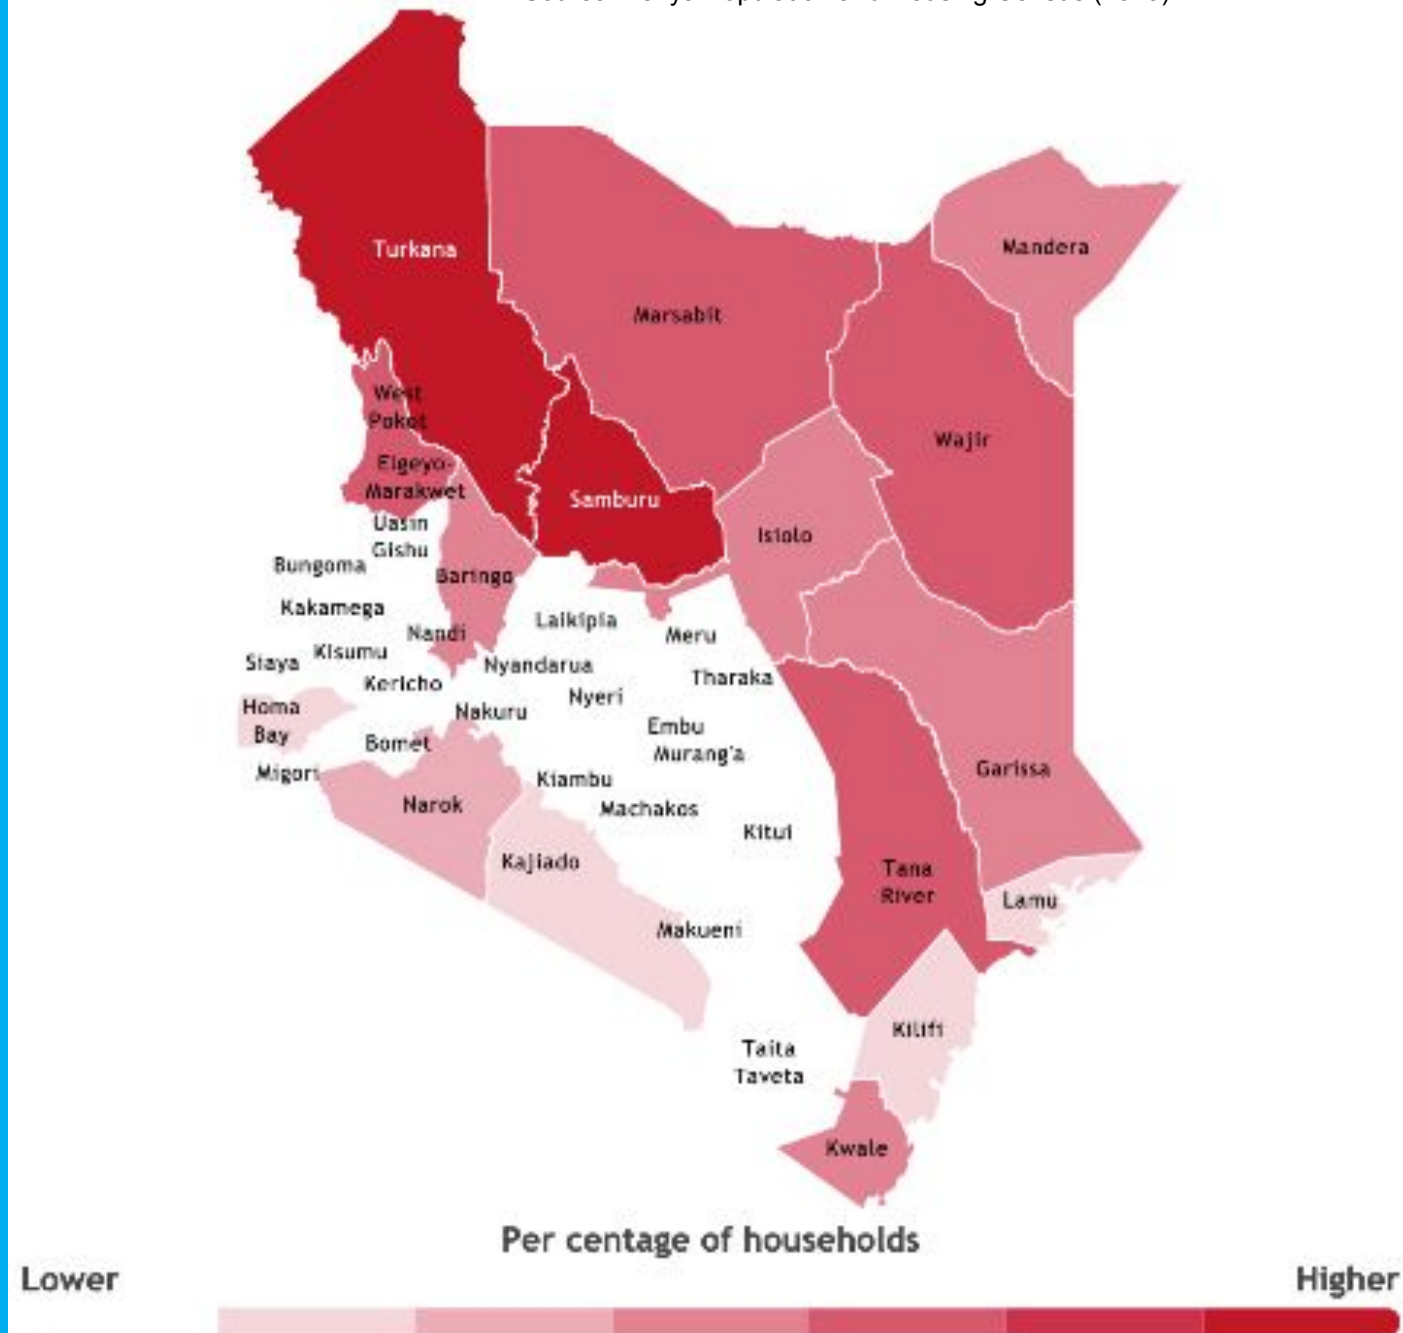 Turkana
Mandera
Marsabit
West
Pokot
Wajir
Elgeyo-
Marakwet
Samburu
Uasin
Gishu
Isiolo
Bungoma
Baringo
Kakamega
Laikipia
Nandi
Meru
Kisumu
Siaya
Nyandarua
Kericho
Tharaka
Nyeri
Homa
Bay
Nakuru
Embu
Bomet
Murang'a
Migori
Garissa
Kiambu
Narok
Machakos
Kitui
Kajiado
Tana
River
Lamu
Makueni
Kilifi
Taita
Taveta
Kwale
Per centage of households
Lower
Higher